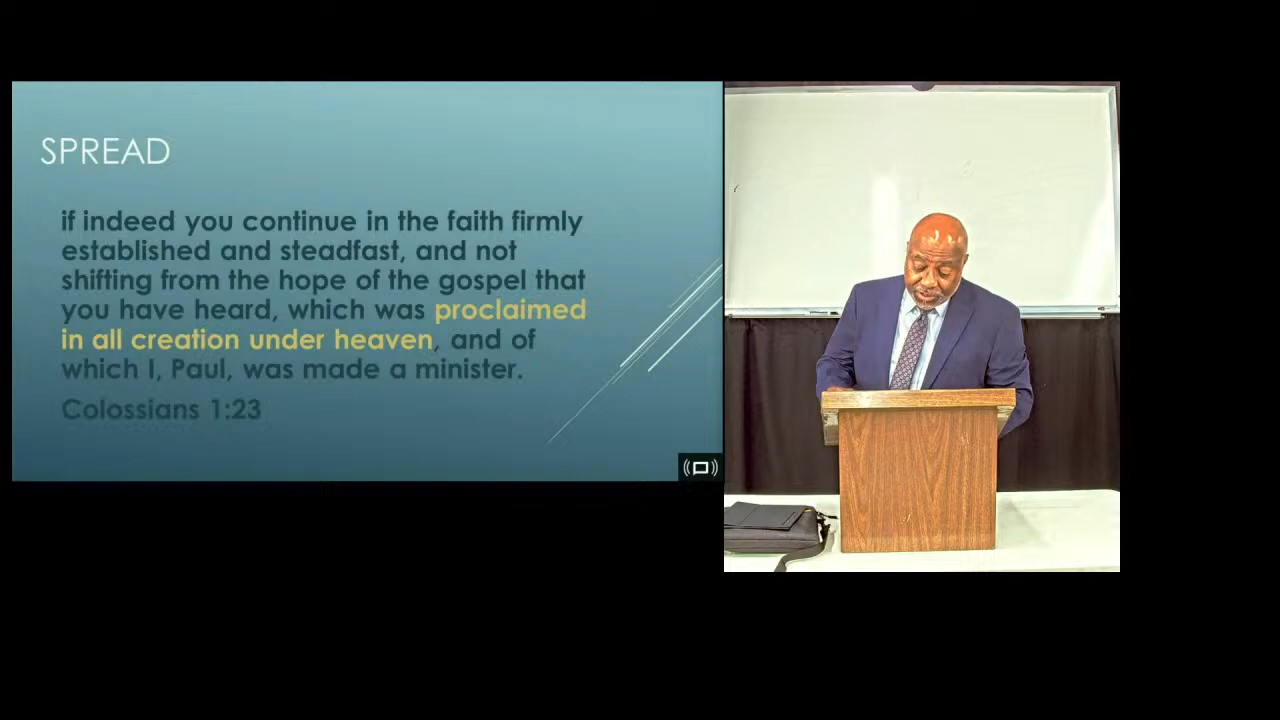 SPREAD
if indeed you continue in the faith firmly
established and steadfast, and not
shifting from the hope of the gospel that
you have heard, which was proclaimed
in all creation under heaven, and of
which I, Paul, was made a minister.
Colossians 1:23